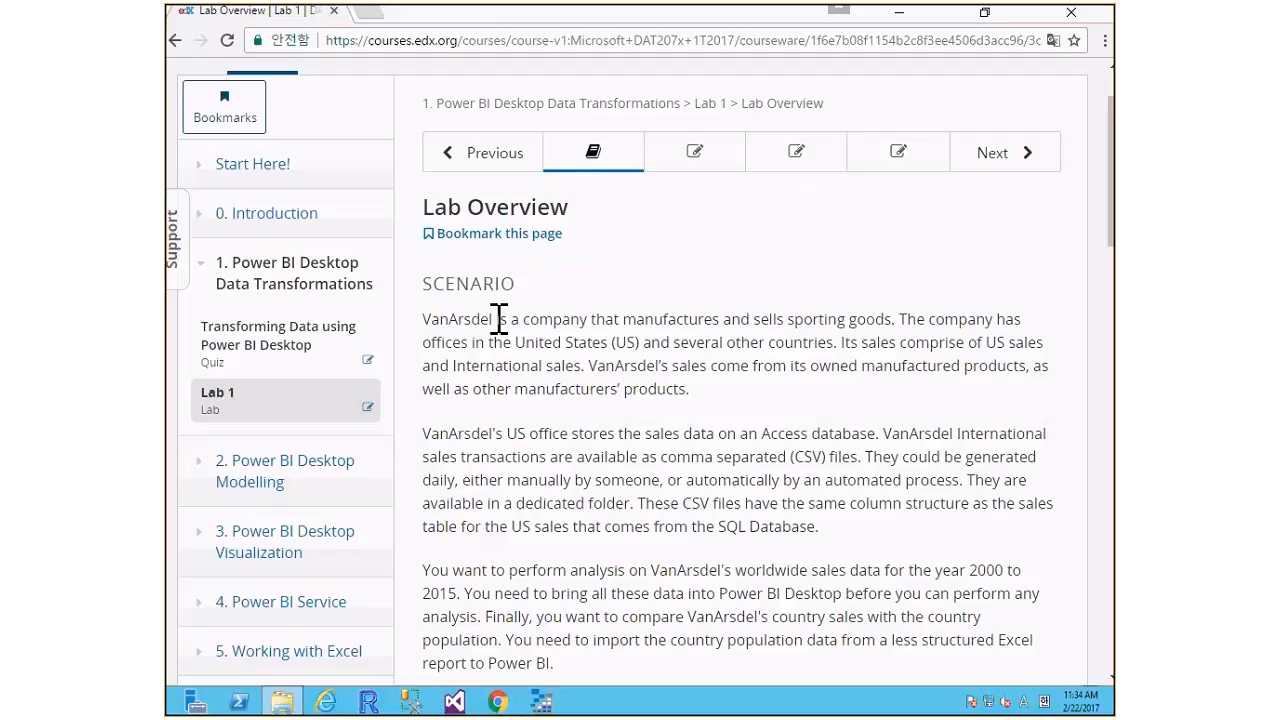 edX Lab Overview | Lab 1 |
안전함 https://courses.edx.org/courses/course-v1:Microsoft+DAT207x+1T2017/courseware/1f6e7b08f1154b2c8f3ee4506d3acc96/3c
Bookmarks
Start Here!
0. Introduction
1. Power BI Desktop
Data Transformations
Transforming Data using
Power BI Desktop
Quiz
Lab 1
Lab
2. Power BI Desktop
Modelling
3. Power BI Desktop
Visualization
4. Power BI Service
5. Working with Excel
Support
1. Power BI Desktop Data Transformations > Lab 1 > Lab Overview
Previous
Next
Lab Overview
Bookmark this page
SCENARIO
VanArsdel is a company that manufactures and sells sporting goods. The company has
offices in the United States (US) and several other countries. Its sales comprise of US sales
and International sales. VanArsdel’s sales come from its owned manufactured products, as
well as other manufacturers’ products.
VanArsdel's US office stores the sales data on an Access database. VanArsdel International
sales transactions are available as comma separated (CSV) files. They could be generated
daily, either manually by someone, or automatically by an automated process. They are
available in a dedicated folder. These CSV files have the same column structure as the sales
table for the US sales that comes from the SQL Database.
You want to perform analysis on VanArsdel's worldwide sales data for the year 2000 to
2015. You need to bring all these data into Power BI Desktop before you can perform any
analysis. Finally, you want to compare VanArsdel's country sales with the country
population. You need to import the country population data from a less structured Excel
report to Power BI.
A
한
11:34 AM
2/22/2017